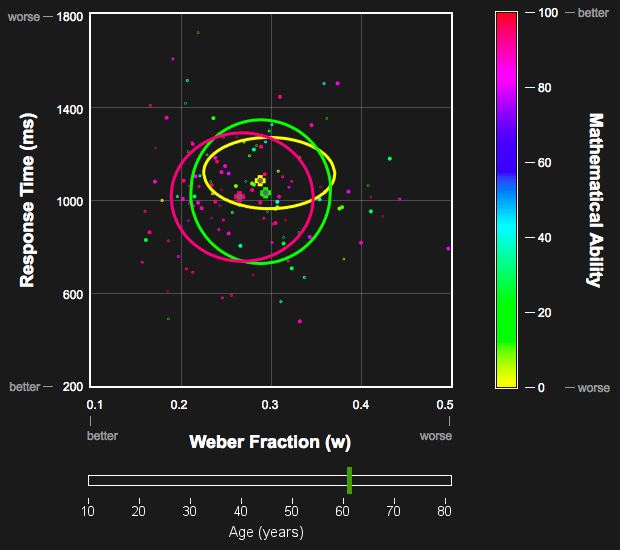 worse
1800
1400
1000
600
200
better
Response Time (ms)
0.1
0.2
0.3
0.4
0.5
better
worse
Weber Fraction (w)
10
20
30
40
50
60
70
80
Age (years)
100
80
60
40
20
0
better
worse
Mathematical Ability